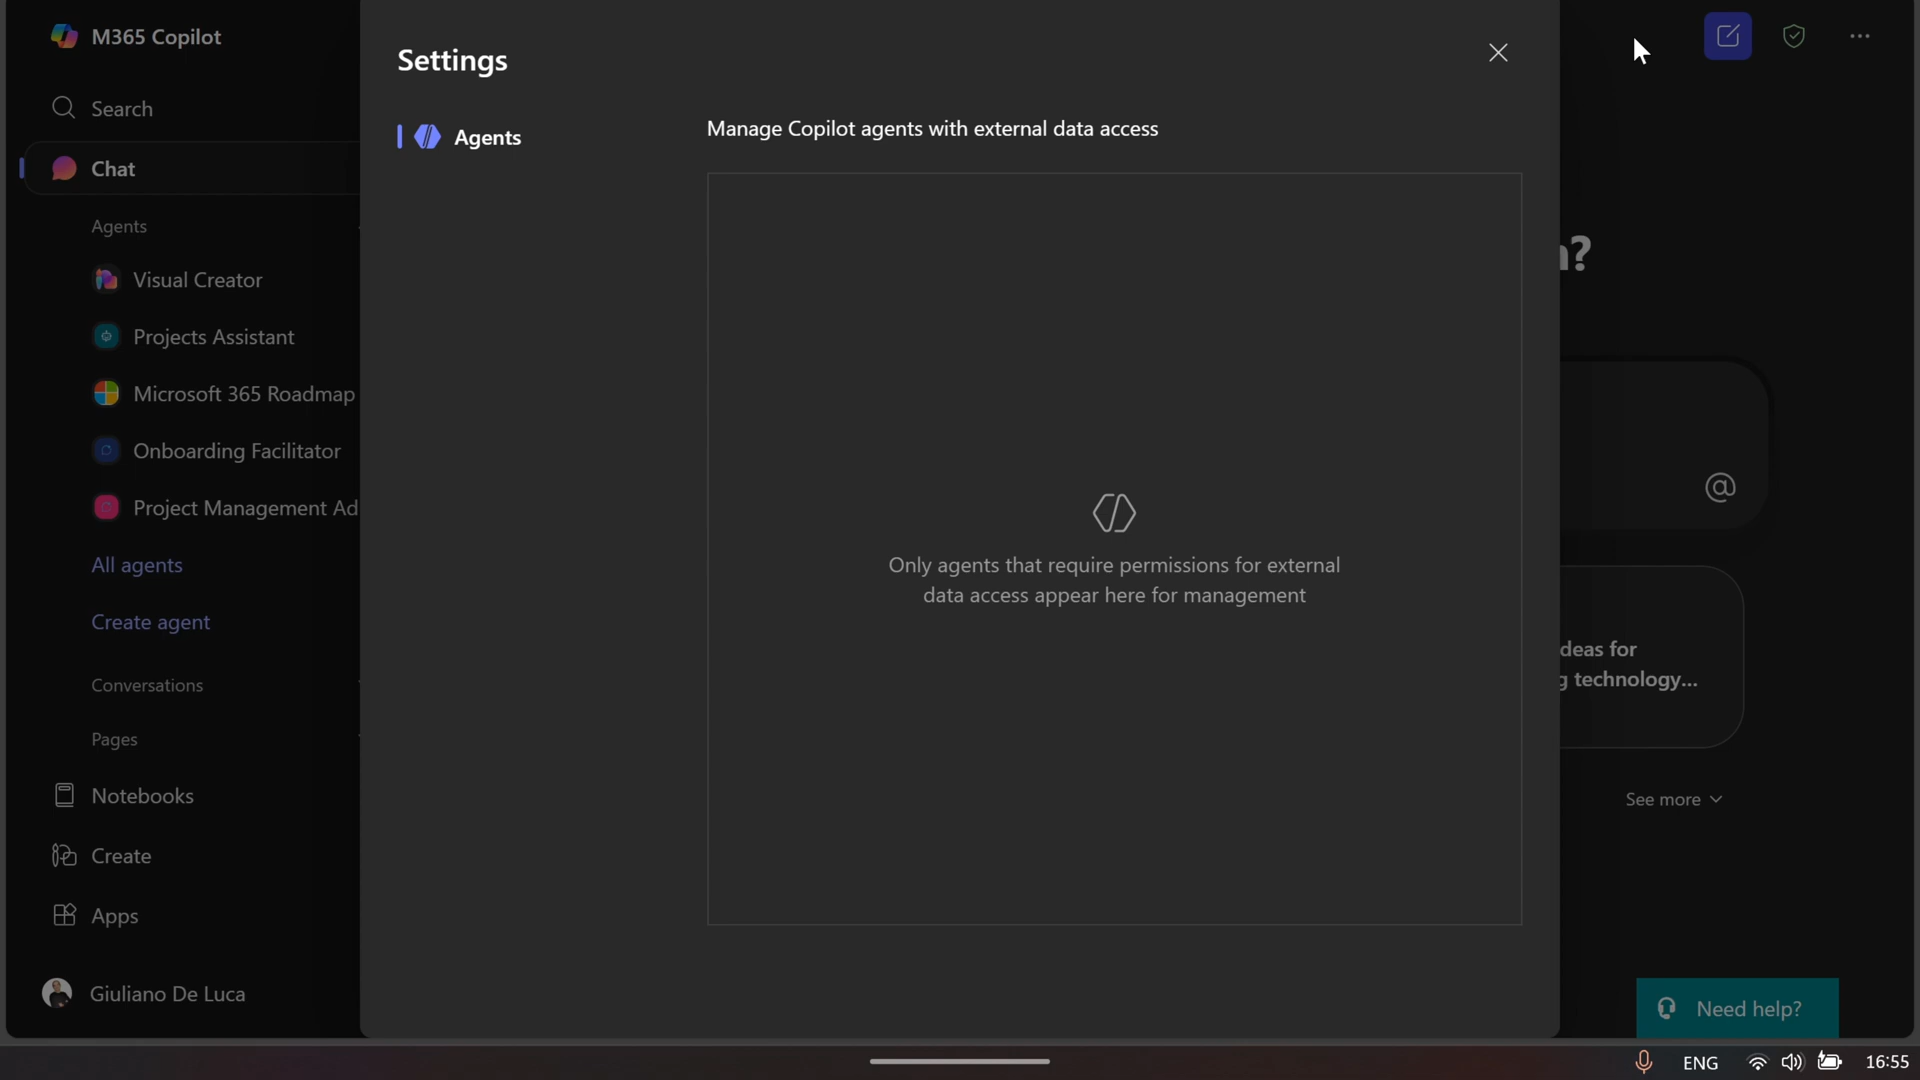 M365 Copilot
Search
Chat
Agents
Visual Creator
Projects Assistant
Microsoft 365 Roadmap
Onboarding Facilitator
Project Management Ad
All agents
Create agent
Conversations
Pages
Notebooks
Create
Apps
Giuliano De Luca
Settings
Agents
Manage Copilot agents with external data access
Only agents that require permissions for external
data access appear here for management
?
@
deas for
technology...
See more
Need help?
ENG
16:55